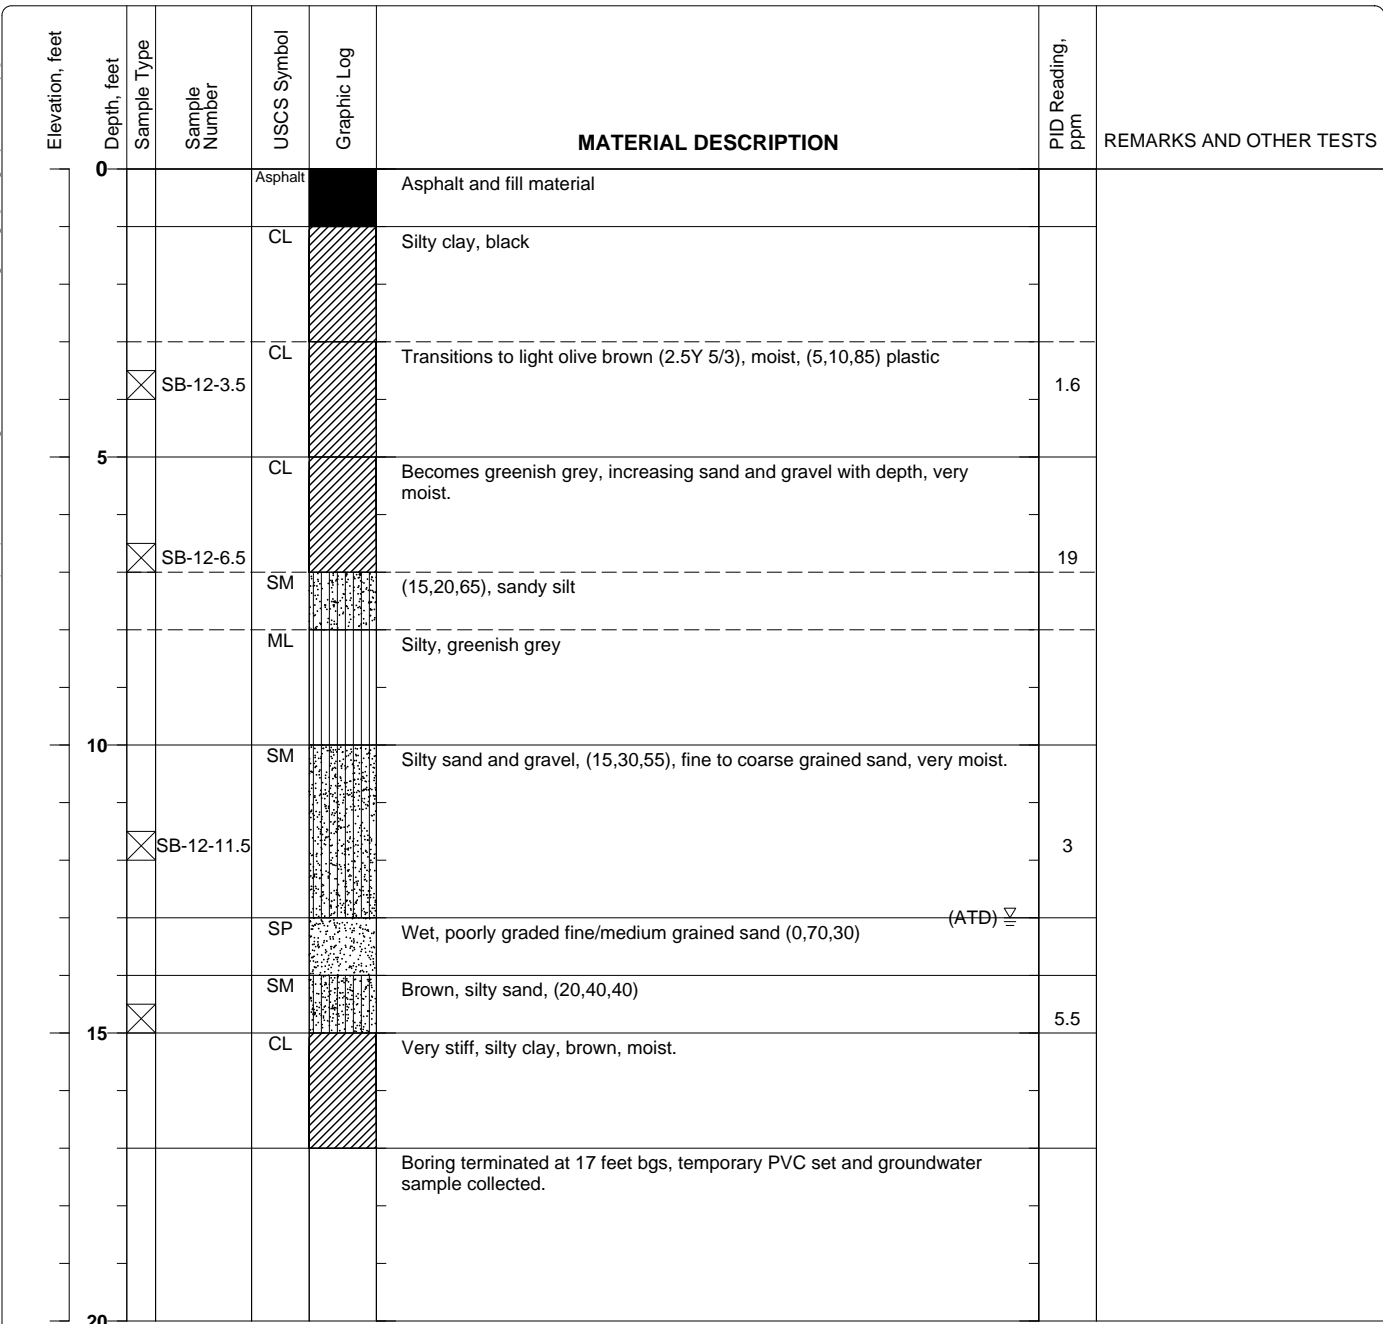 Elevation, feet
Depth, feet
Sample Type
Sample
Number
USCS Symbol
Graphic Log
MATERIAL DESCRIPTION
PID Reading,
ppm
REMARKS AND OTHER TESTS
0
Asphalt
Asphalt and fill material
CL
Silty clay, black
CL
Transitions to light olive brown (2.5Y 5/3), moist, (5,10,85) plastic
SB-12-3.5
1.6
5
CL
Becomes greenish grey, increasing sand and gravel with depth, very
moist.
SB-12-6.5
19
SM
(15,20,65), sandy silt
ML
Silty, greenish grey
10
SM
Silty sand and gravel, (15,30,55), fine to coarse grained sand, very moist.
SB-12-11.5
3
(ATD)
SP
Wet, poorly graded fine/medium grained sand (0,70,30)
SM
Brown, silty sand, (20,40,40)
5.5
15
CL
Very stiff, silty clay, brown, moist.
Boring terminated at 17 feet bgs, temporary PVC set and groundwater
sample collected.
20